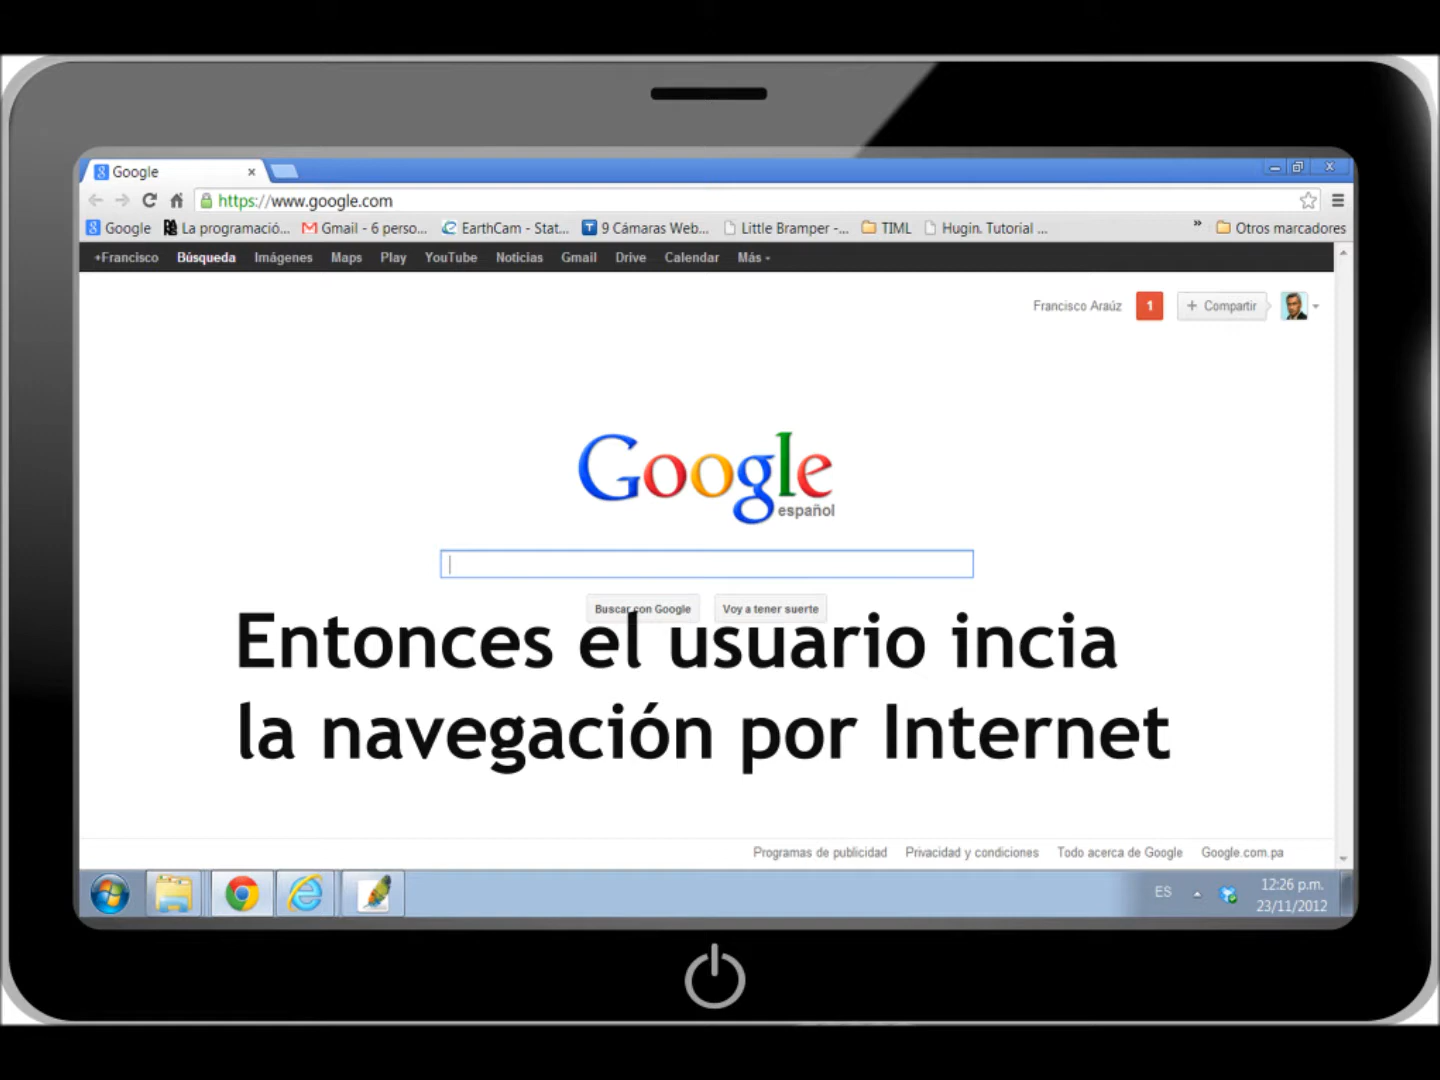 Google
https://www.google.com
Google La programació... Gmail - 6 perso... EarthCam - Stat... 9 Cámaras Web... Little Bramper -... TIML Hugin. Tutorial ... » Otros marcadores
+Francisco Búsqueda Imágenes Maps Play YouTube Noticias Gmail Drive Calendar Más
Francisco Araúz 1 + Compartir
Google
español
Buscar con Google Voy a tener suerte
Entonces el usuario incia
la navegación por Internet
Programas de publicidad Privacidad y condiciones Todo acerca de Google Google.com.pa
ES 12:26 p.m.
23/11/2012